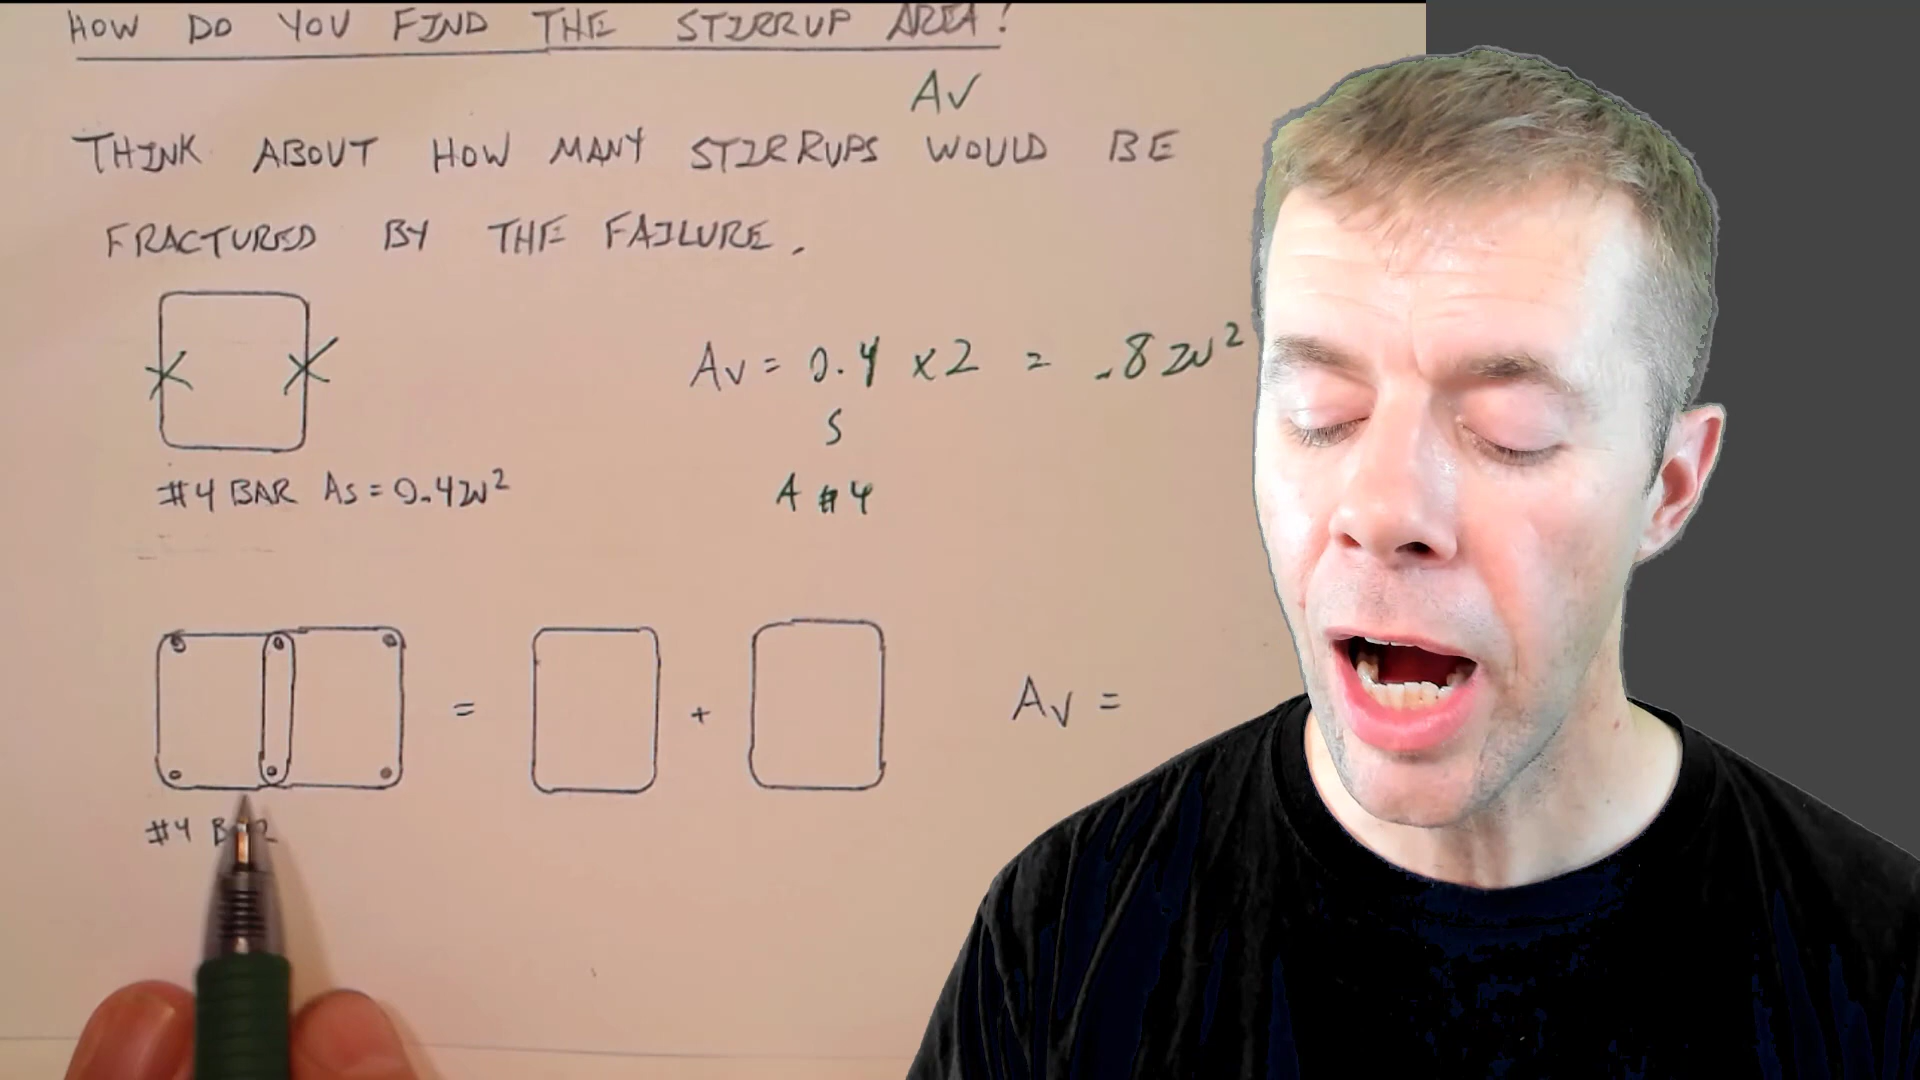 HOW DO YOU FIND THE STIRRUP AREA?
AV
THINK ABOUT HOW MANY STIRRUPS WOULD BE
FRACTURED BY THE FAILURE.
AV = 0.4 x 2 = .8 IN²
S
#4 BAR AS = 0.4 IN²
A #4
= + AV =
#4 BAR